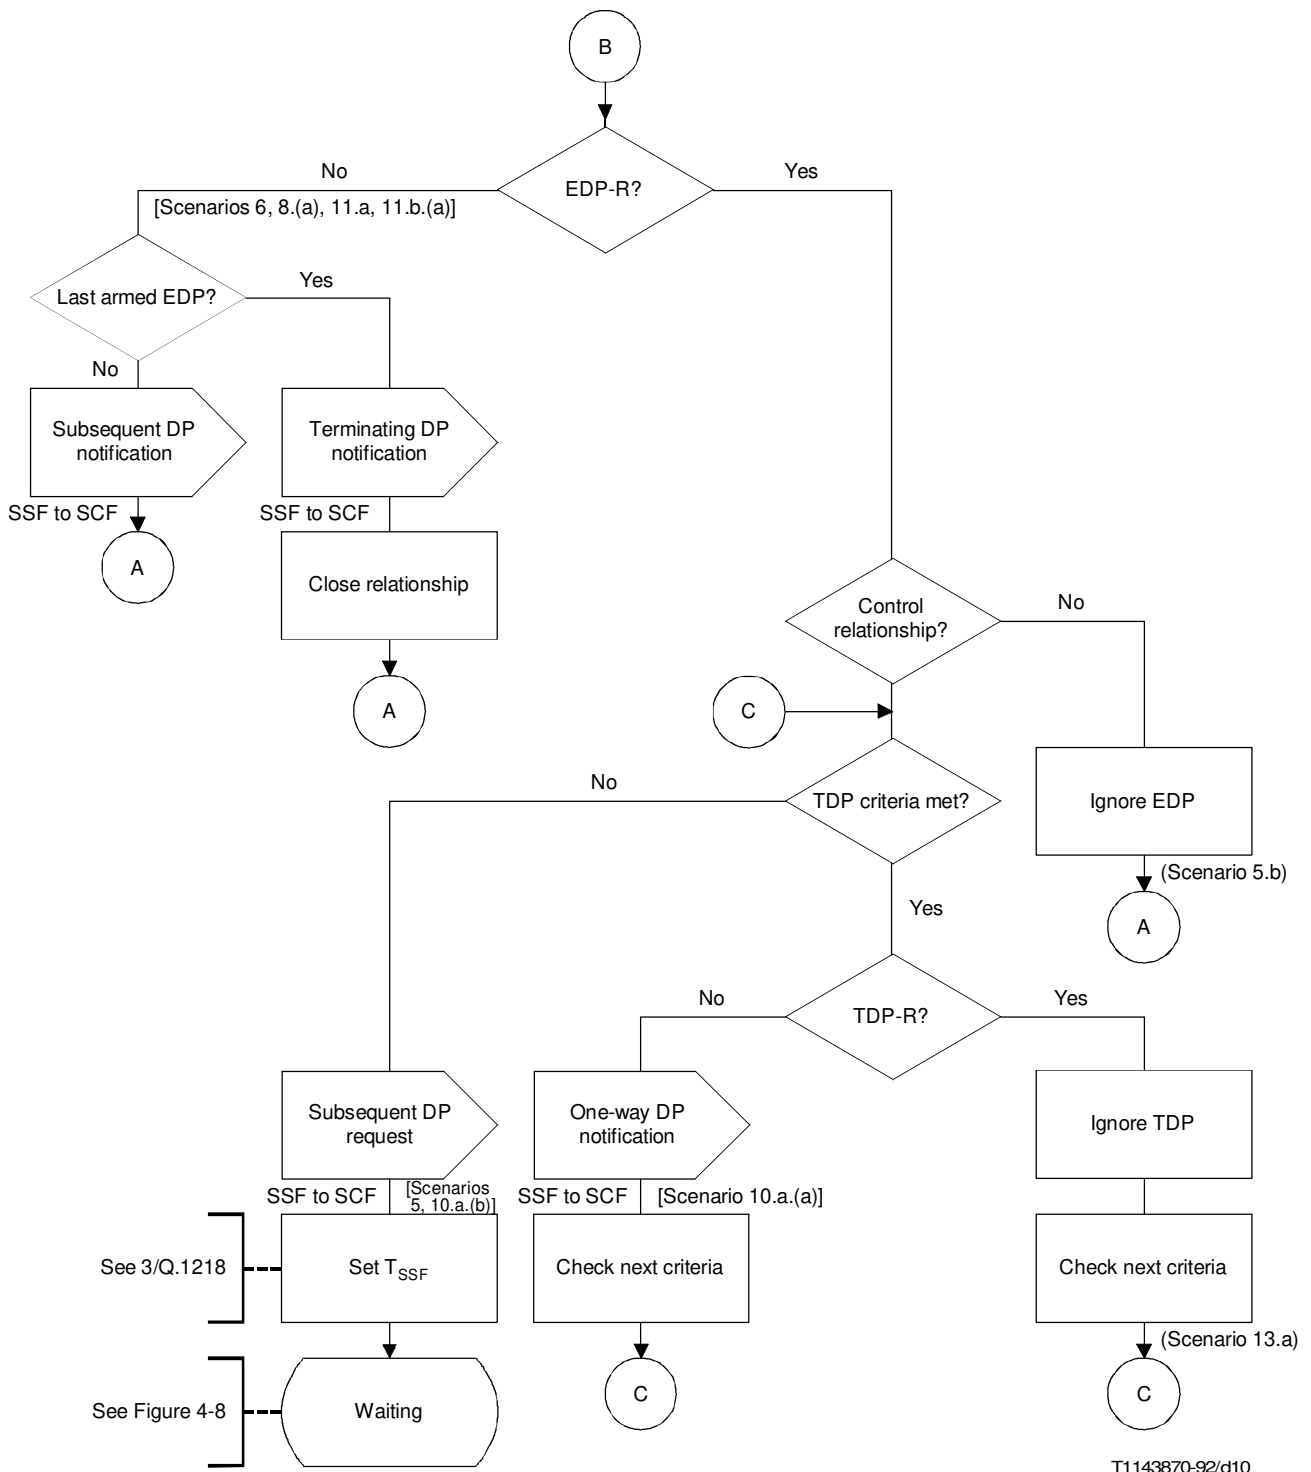 B
EDP-R?
No
Yes
[Scenarios 6, 8.(a), 11.a, 11.b.(a)]
Last armed EDP?
Yes
No
Subsequent DP
notification
Terminating DP
notification
SSF to SCF
SSF to SCF
A
Close relationship
A
Control
relationship?
No
C
TDP criteria met?
No
Ignore EDP
(Scenario 5.b)
A
Yes
TDP-R?
No
Yes
Subsequent DP
request
One-way DP
notification
Ignore TDP
SSF to SCF
[Scenarios
5, 10.a.(b)]
SSF to SCF
[Scenario 10.a.(a)]
See 3/Q.1218
Set TSSF
Check next criteria
Check next criteria
(Scenario 13.a)
See Figure 4-8
Waiting
C
C
T1143870-92/d10